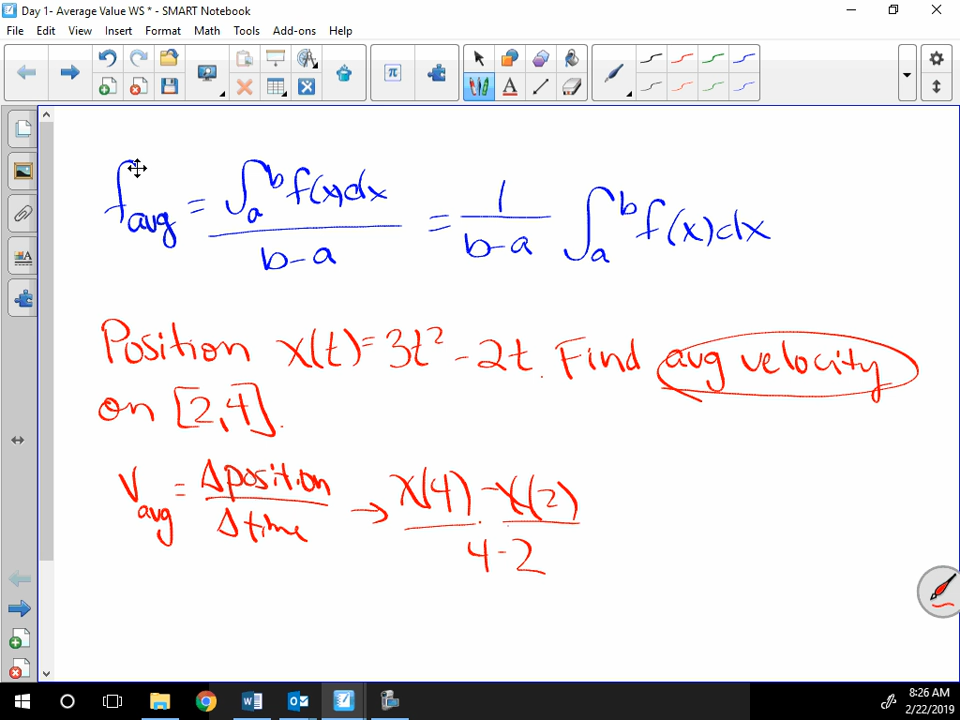 Day 1- Average Value WS * - SMART Notebook
File Edit View Insert Format Math Tools Add-ons Help
π A
f avg = ∫_a^b f(x)dx / b-a = 1 / b-a ∫_a^b f(x)dx
Position x(t) = 3t² - 2t. Find avg velocity
on [2,4].
V avg = Δposition / Δtime → x(4) - x(2) / 4-2
8:26 AM
2/22/2019